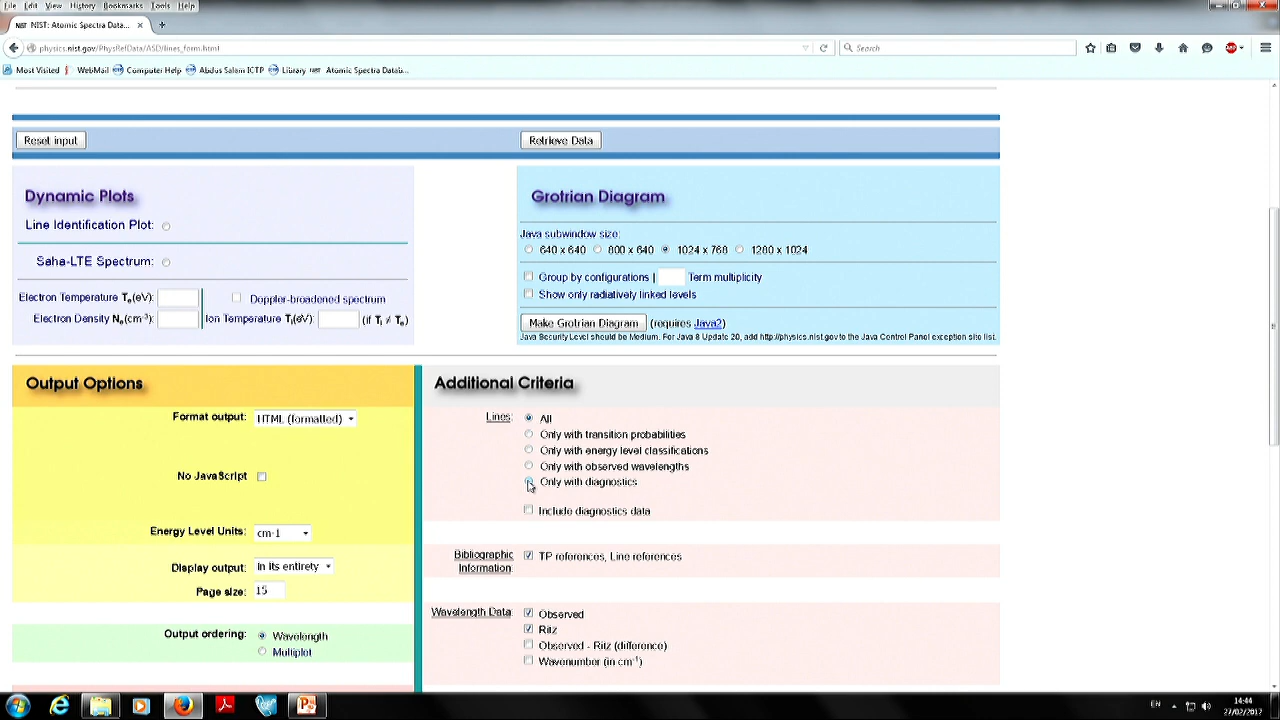 File Edit View History Bookmarks Tools Help
NIST NIST: Atomic Spectra Data...
physics.nist.gov/PhysRefData/ASD/lines_form.html
Search
Most Visited WebMail Computer Help Abdus Salam ICTP Library Atomic Spectra Datab...
Reset input
Retrieve Data
Dynamic Plots
Line Identification Plot:
Saha-LTE Spectrum:
Electron Temperature Te(eV): Doppler-broadened spectrum
Electron Density Ne(cm-3): Ion Temperature Ti(eV): (if Ti ≠ Te)
Grotrian Diagram
Java subwindow size:
640 x 640 800 x 640 1024 x 768 1280 x 1024
Group by configurations | Term multiplicity
Show only radiatively linked levels
Make Grotrian Diagram (requires Java2)
Java Security Level should be Medium. For Java 8 Update 20, add http://physics.nist.gov to the Java Control Panel exception site list.
Output Options
Format output: HTML (formatted)
No JavaScript
Energy Level Units: cm-1
Display output: in its entirety
Page size: 15
Output ordering: Wavelength
Multiplet
Additional Criteria
Lines: All
Only with transition probabilities
Only with energy level classifications
Only with observed wavelengths
Only with diagnostics
Include diagnostics data
Bibliographic Information: TP references, Line references
Wavelength Data: Observed
Ritz
Observed - Ritz (difference)
Wavenumber (in cm-1)
EN
14:44
27/02/2017